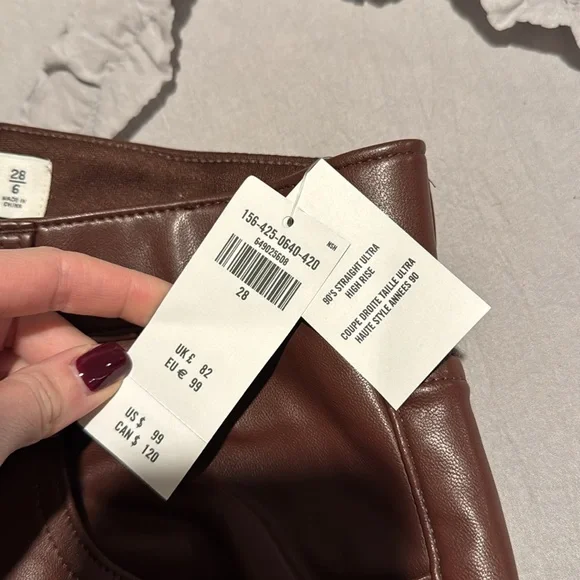 28
6
MADE IN
CHINA
156-425-0640-420
649025608
28
UK £ 82
EU € 99
US $ 99
CAN $ 120
NSH
90'S STRAIGHT ULTRA
HIGH RISE
COUPE DROITE TAILLE ULTRA
HAUTE STYLE ANNEES 90